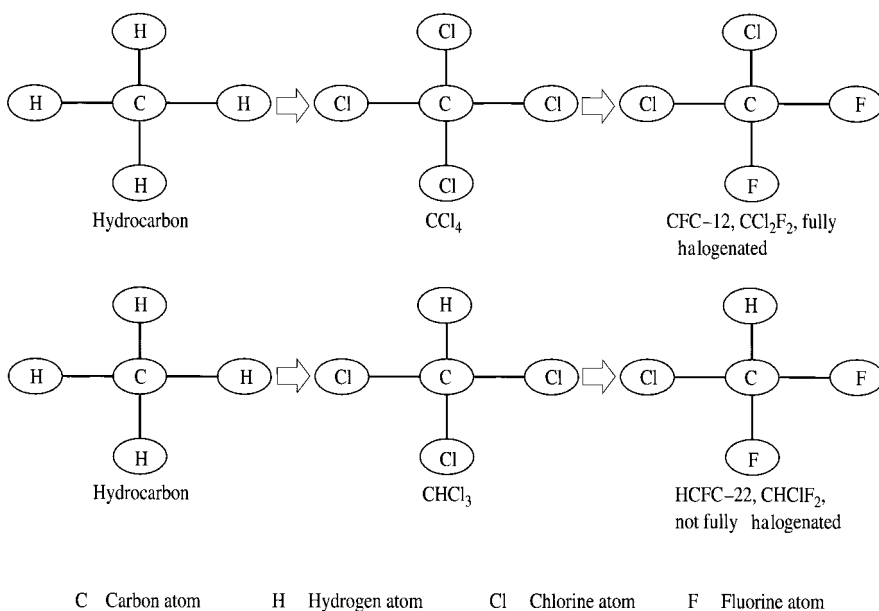 H
Cl
Cl
H C H
Cl C Cl
Cl C F
H
Cl
F
Hydrocarbon
CCl₄
CFC–12, CCl₂F₂, fully
halogenated
H
H
H
H C H
Cl C Cl
Cl C F
H
Cl
F
Hydrocarbon
CHCl₃
HCFC–22, CHClF₂,
not fully halogenated
C Carbon atom H Hydrogen atom Cl Chlorine atom F Fluorine atom